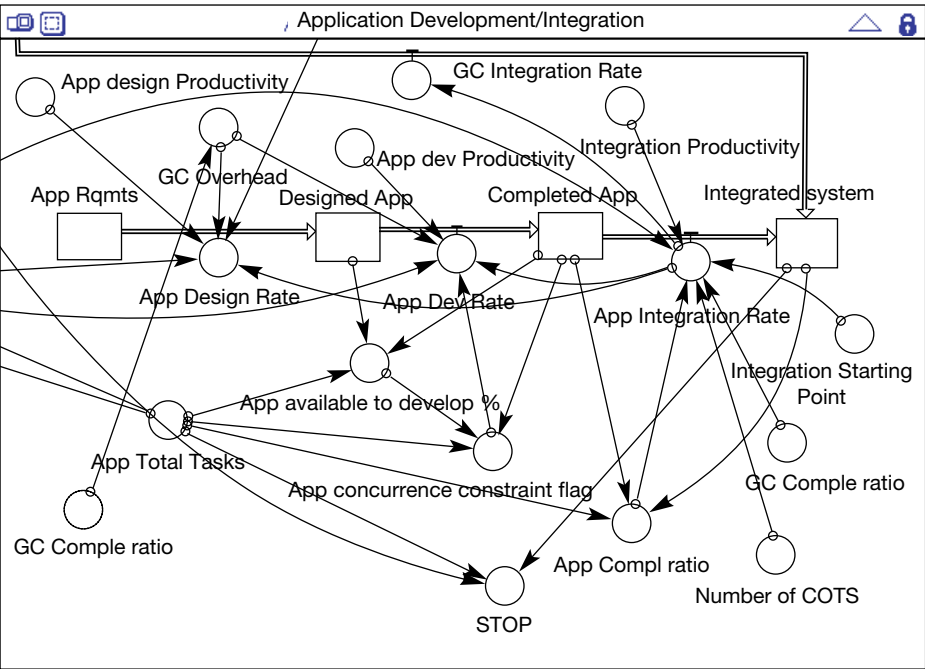 Application Development/Integration
GC Integration Rate
App design Productivity
Integration Productivity
App dev Productivity
GC Overhead
App Rqmts
Designed App
Completed App
Integrated system
App Design Rate
App Dev Rate
App Integration Rate
Integration Starting
Point
App available to develop %
App Total Tasks
App concurrence constraint flag
GC Comple ratio
GC Comple ratio
App Compl ratio
Number of COTS
STOP